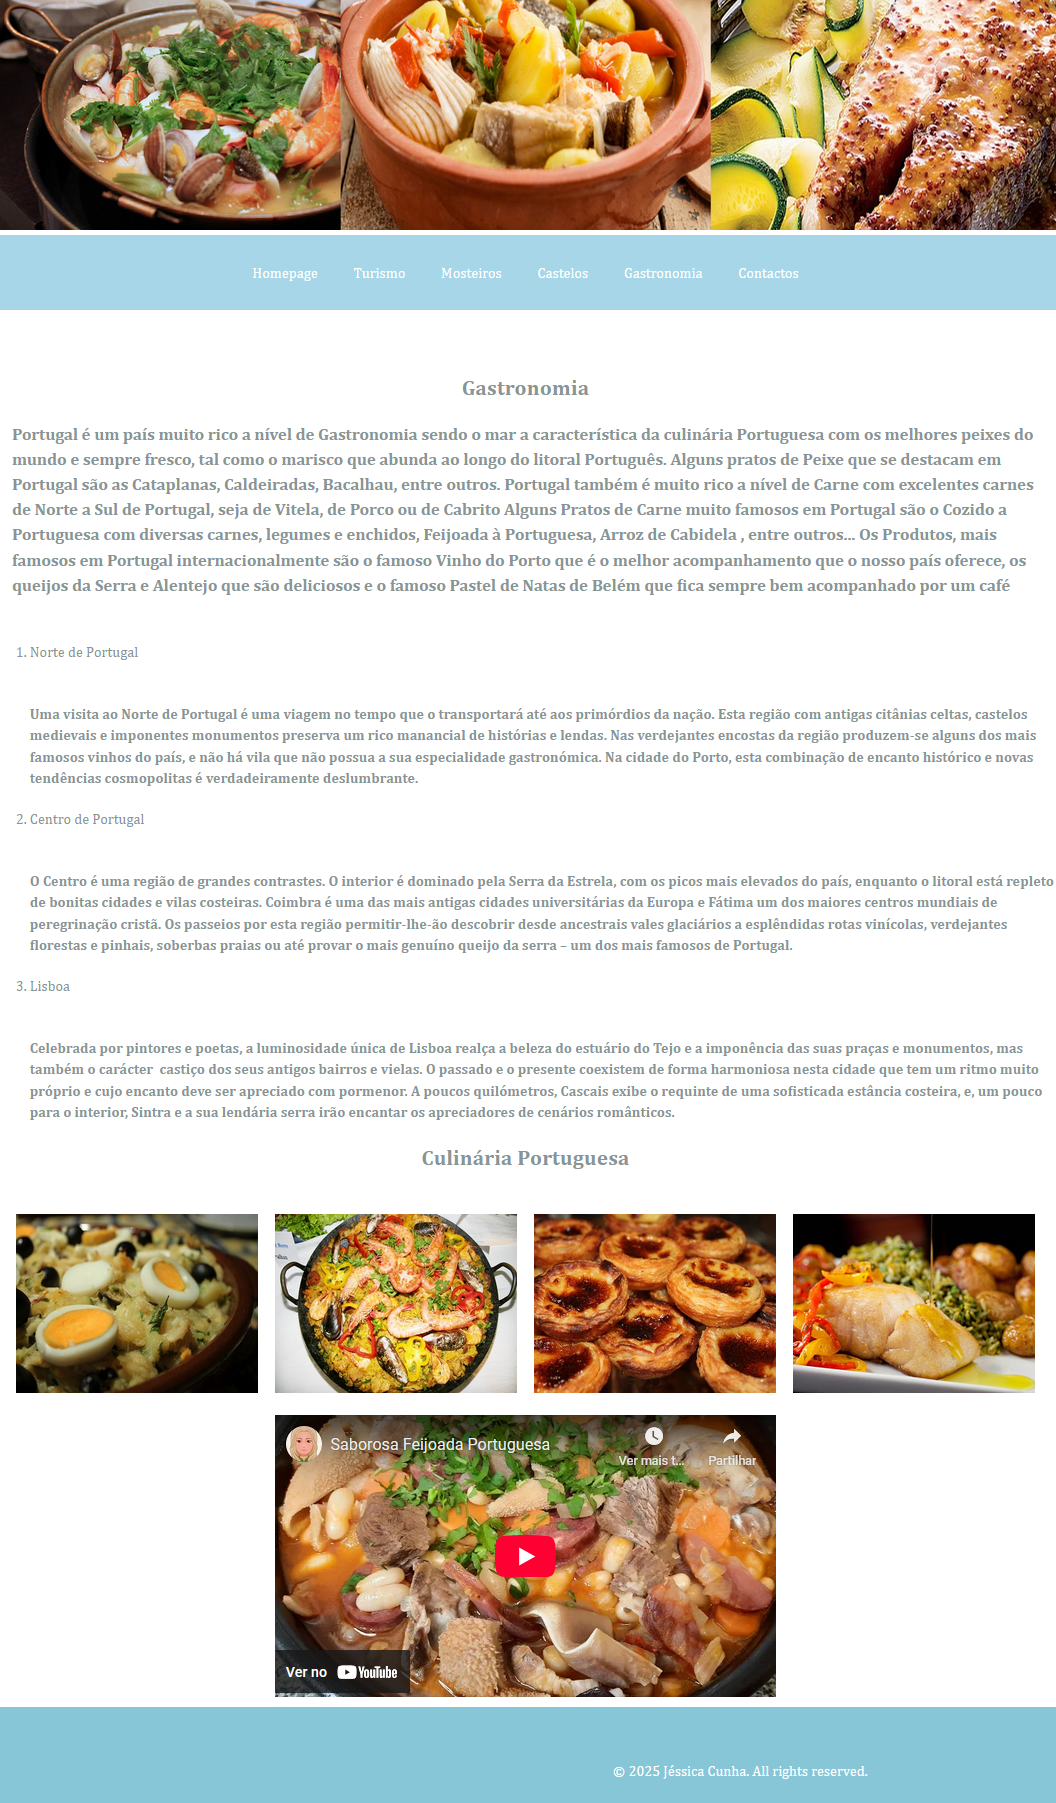 Homepage Turismo Mosteiros Castelos Gastronomia Contactos
Gastronomia
Portugal é um país muito rico a nível de Gastronomia sendo o mar a característica da culinária Portuguesa com os melhores peixes do
mundo e sempre fresco, tal como o marisco que abunda ao longo do litoral Português. Alguns pratos de Peixe que se destacam em
Portugal são as Cataplanas, Caldeiradas, Bacalhau, entre outros. Portugal também é muito rico a nível de Carne com excelentes carnes
de Norte a Sul de Portugal, seja de Vitela, de Porco ou de Cabrito Alguns Pratos de Carne muito famosos em Portugal são o Cozido a
Portuguesa com diversas carnes, legumes e enchidos, Feijoada à Portuguesa, Arroz de Cabidela , entre outros... Os Produtos, mais
famosos em Portugal internacionalmente são o famoso Vinho do Porto que é o melhor acompanhamento que o nosso país oferece, os
queijos da Serra e Alentejo que são deliciosos e o famoso Pastel de Natas de Belém que fica sempre bem acompanhado por um café
1. Norte de Portugal
Uma visita ao Norte de Portugal é uma viagem no tempo que o transportará até aos primórdios da nação. Esta região com antigas citânias celtas, castelos
medievais e imponentes monumentos preserva um rico manancial de histórias e lendas. Nas verdejantes encostas da região produzem-se alguns dos mais
famosos vinhos do país, e não há vila que não possua a sua especialidade gastronómica. Na cidade do Porto, esta combinação de encanto histórico e novas
tendências cosmopolitas é verdadeiramente deslumbrante.
2. Centro de Portugal
O Centro é uma região de grandes contrastes. O interior é dominado pela Serra da Estrela, com os picos mais elevados do país, enquanto o litoral está repleto
de bonitas cidades e vilas costeiras. Coimbra é uma das mais antigas cidades universitárias da Europa e Fátima um dos maiores centros mundiais de
peregrinação cristã. Os passeios por esta região permitir-lhe-ão descobrir desde ancestrais vales glaciários a esplêndidas rotas vinícolas, verdejantes
florestas e pinhais, soberbas praias ou até provar o mais genuíno queijo da serra – um dos mais famosos de Portugal.
3. Lisboa
Celebrada por pintores e poetas, a luminosidade única de Lisboa realça a beleza do estuário do Tejo e a imponência das suas praças e monumentos, mas
também o carácter  castiço dos seus antigos bairros e vielas. O passado e o presente coexistem de forma harmoniosa nesta cidade que tem um ritmo muito
próprio e cujo encanto deve ser apreciado com pormenor. A poucos quilómetros, Cascais exibe o requinte de uma sofisticada estância costeira, e, um pouco
para o interior, Sintra e a sua lendária serra irão encantar os apreciadores de cenários românticos.
Culinária Portuguesa
Saborosa Feijoada Portuguesa
Ver mais t... Partilhar
Ver no YouTube
© 2025 Jéssica Cunha. All rights reserved.